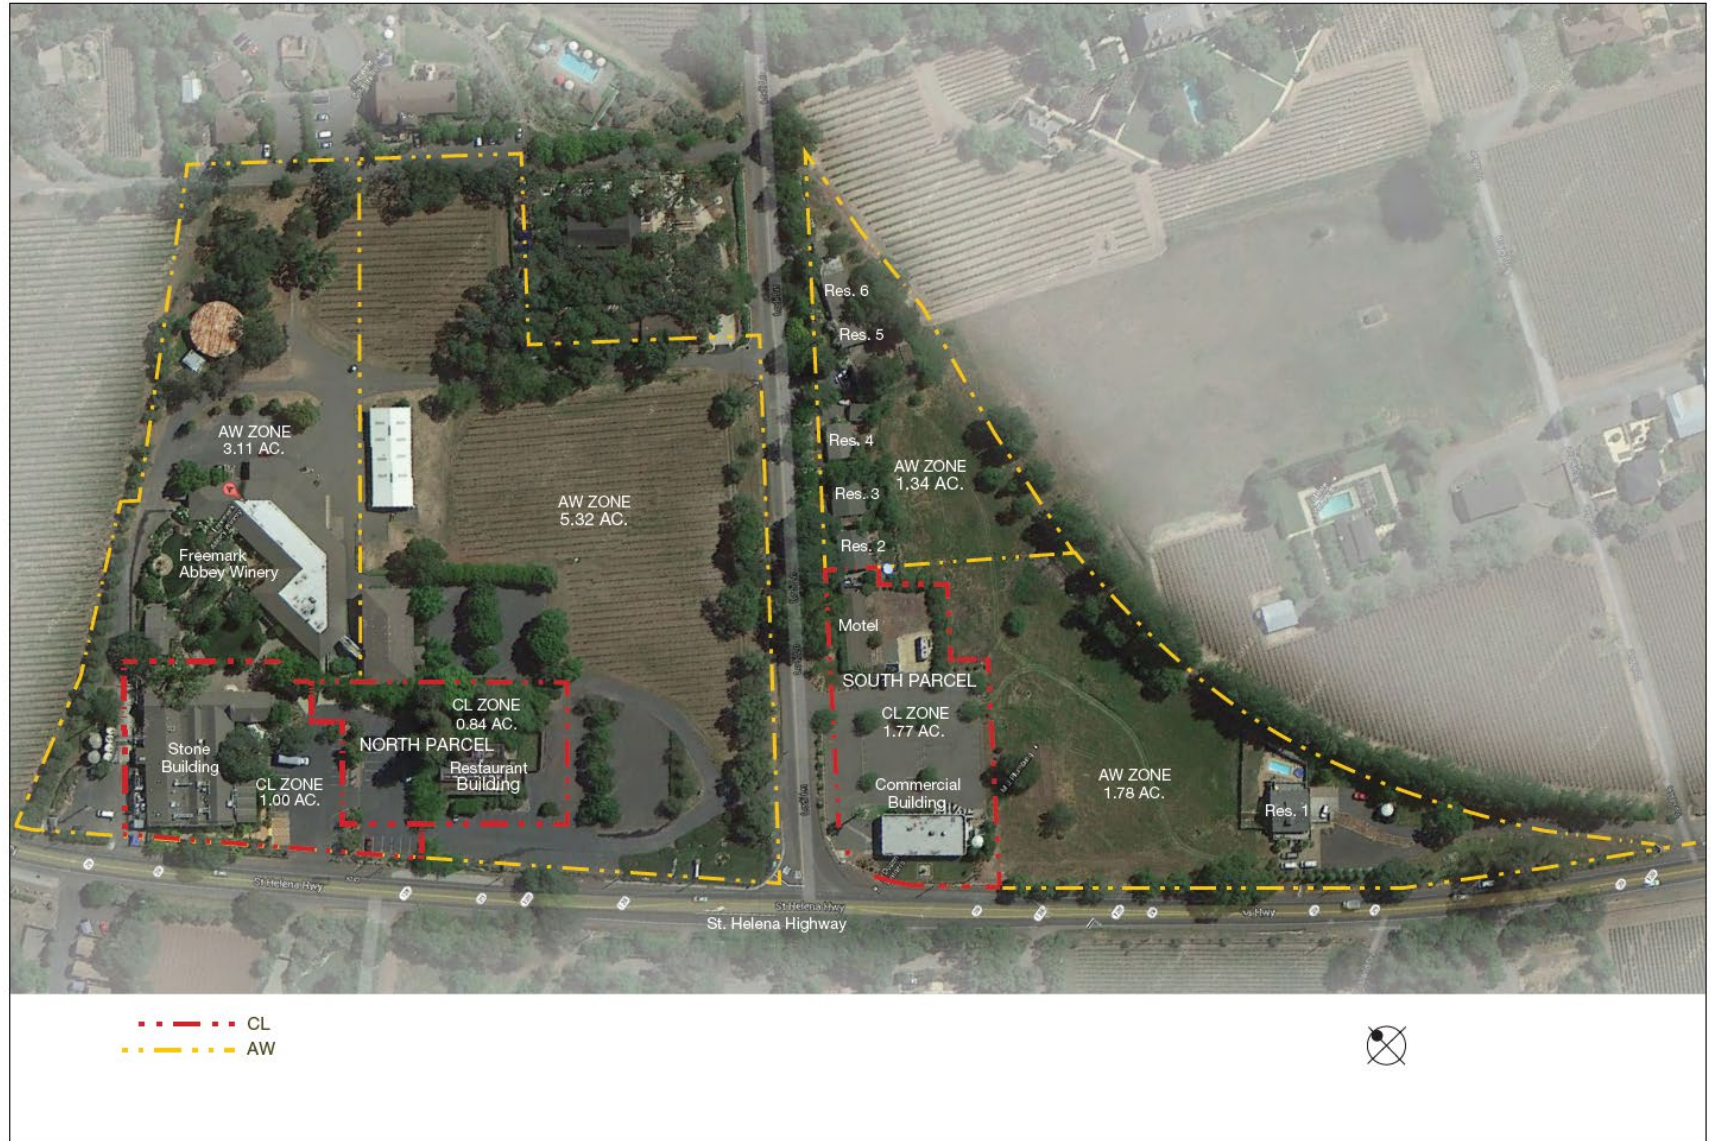 Res. 6
Res. 5
Res. 4
Res. 3
Res. 2
AW ZONE
3.11 AC.
AW ZONE
1.34 AC.
AW ZONE
5.32 AC.
Freemark
Abbey Winery
Motel
SOUTH PARCEL
CL ZONE
1.77 AC.
CL ZONE
0.84 AC.
NORTH PARCEL
Stone
Building
Restaurant
Building
CL ZONE
1.00 AC.
Commercial
Building
AW ZONE
1.78 AC.
Res. 1
St Helena Hwy
St Helena Hwy
St. Helena Highway
CL
AW